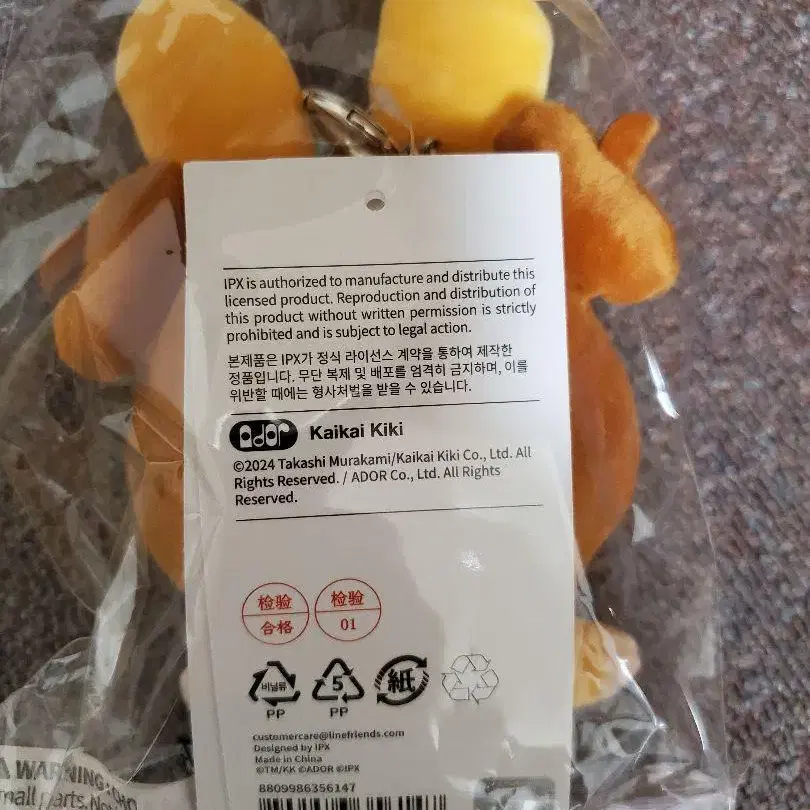 IPX is authorized to manufacture and distribute this
licensed product. Reproduction and distribution of
this product without written permission is strictly
prohibited and is subject to legal action.
본제품은 IPX가 정식 라이선스 계약을 통하여 제작한
정품입니다. 무단 복제 및 배포를 엄격히 금지하며, 이를
위반할 때에는 형사처벌을 받을 수 있습니다.
ador Kaikai Kiki
©2024 Takashi Murakami/Kaikai Kiki Co., Ltd. All
Rights Reserved. / ADOR Co., Ltd. All Rights
Reserved.
检验 检验
合格 01
비닐류 5 紙
PP PP
customercare@linefriends.com
Designed by IPX
Made in China
©TM/KK ©ADOR ©IPX
8809986356147
WARNING
small parts. No